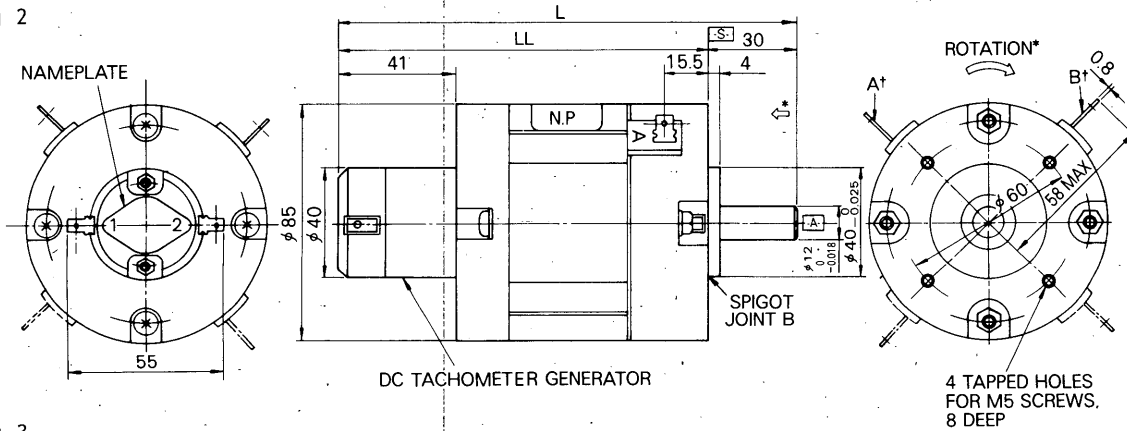 2
L
LL
-S-
30
41
15.5
4
NAMEPLATE
ROTATION*
0.8
A†
B†
N.P
A
*
1
2
φ85
φ40
A
φ12 0 -0.018
φ40 0 -0.025
φ60
58 MAX
SPIGOT
JOINT B
55
DC TACHOMETER GENERATOR
4 TAPPED HOLES
FOR M5 SCREWS,
8 DEEP